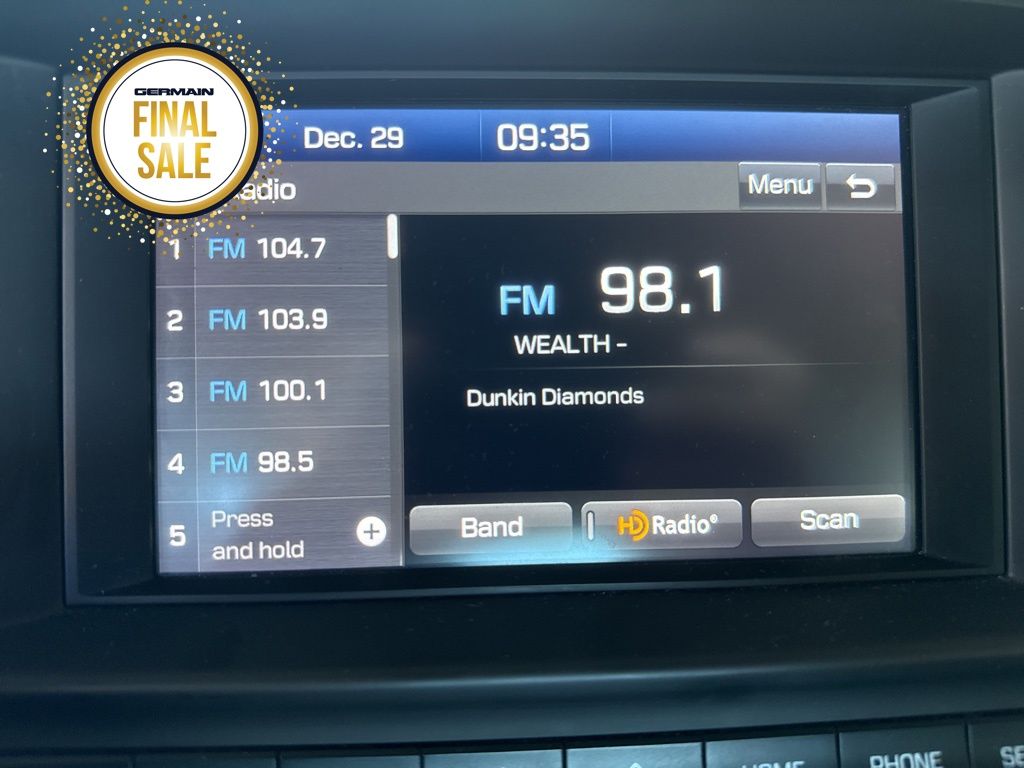 GERMAIN
FINAL
SALE
Dec. 29
09:35
Radio
Menu
1 FM 104.7
2 FM 103.9
3 FM 100.1
4 FM 98.5
5 Press
and hold
FM 98.1
WEALTH -
Dunkin Diamonds
Band
HD Radio®
Scan
HOME
PHONE